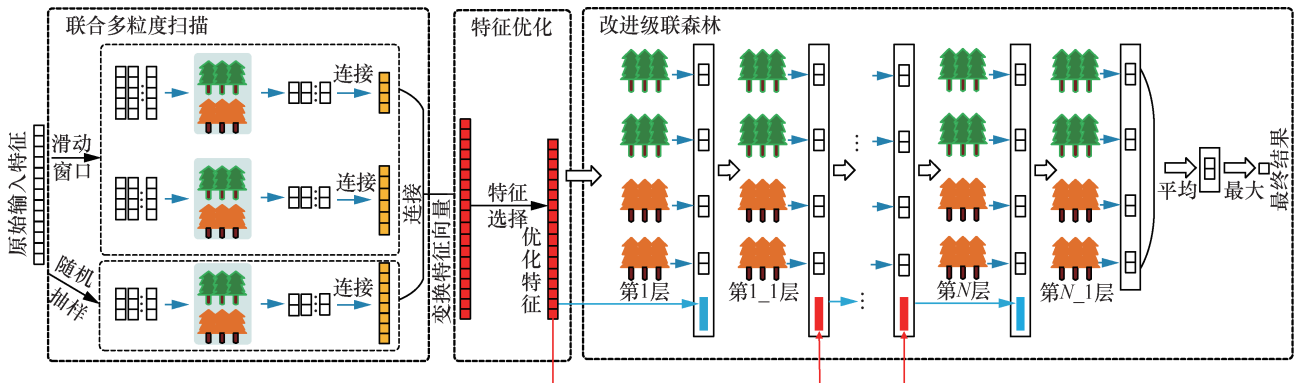 联合多粒度扫描
特征优化
改进级联森林
原始输入特征
滑动
窗口
随机
抽样
连接
连接
连接
连接
变换特征向量
特征
选择
优化特征
第1层
第1_1层
第N层
第N_1层
平均
最大
最终结果